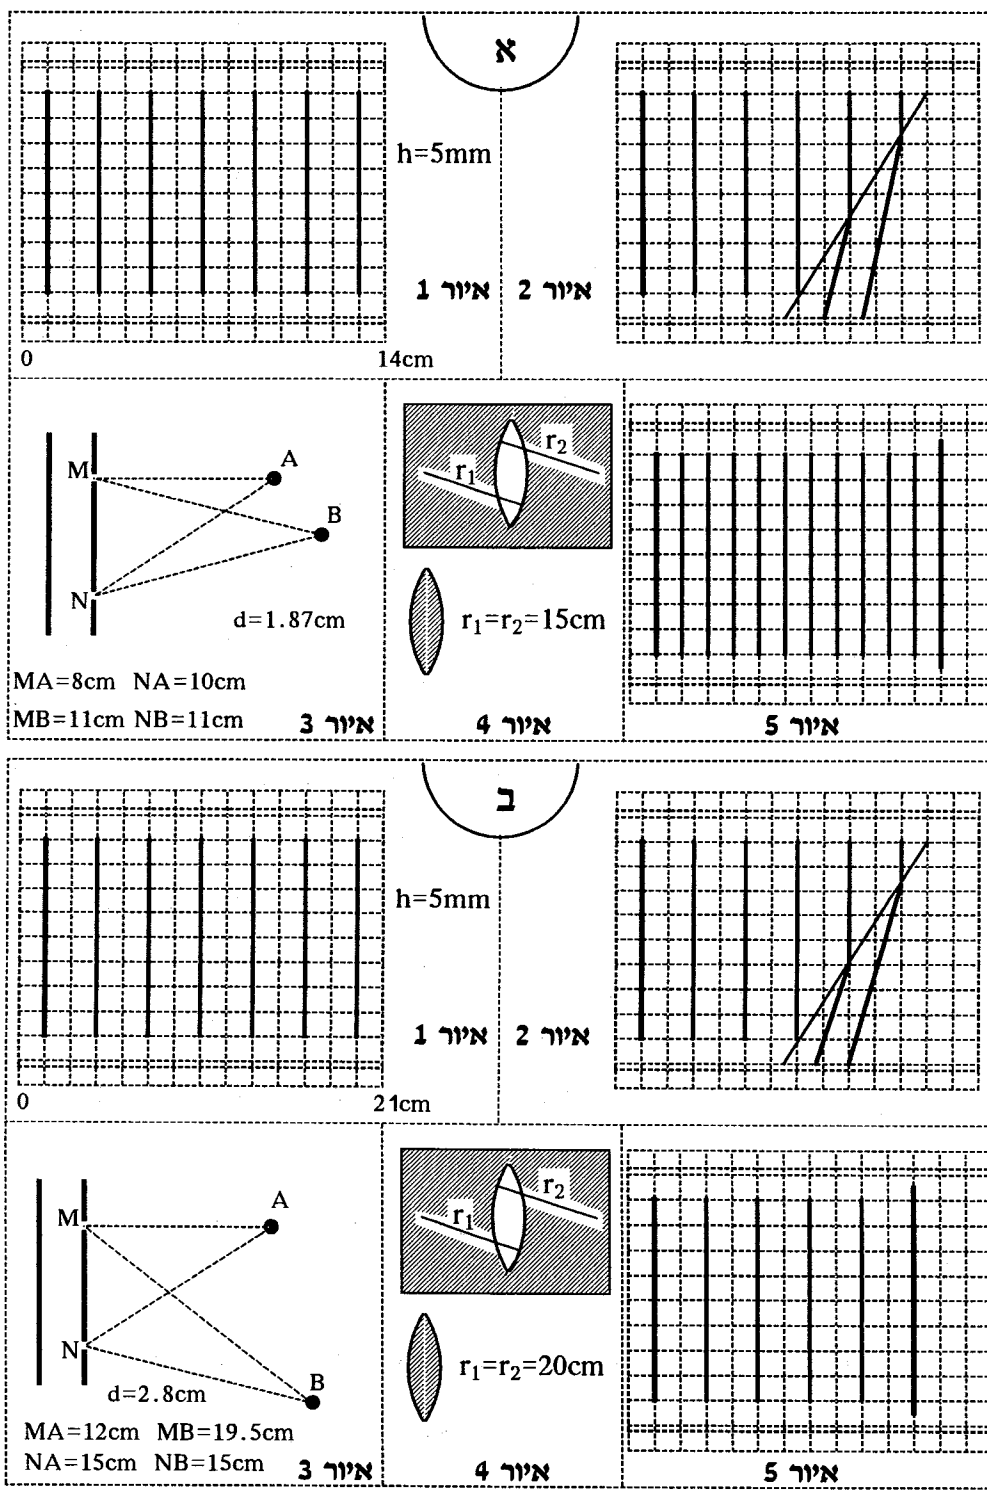 א
h=5mm
איור 1
איור 2
0
14cm
M
A
B
N
d=1.87cm
MA=8cm NA=10cm
MB=11cm NB=11cm
איור 3
r2
r1
r1=r2=15cm
איור 4
איור 5
ב
h=5mm
איור 1
איור 2
0
21cm
M
A
N
B
d=2.8cm
MA=12cm MB=19.5cm
NA=15cm NB=15cm
איור 3
r2
r1
r1=r2=20cm
איור 4
איור 5